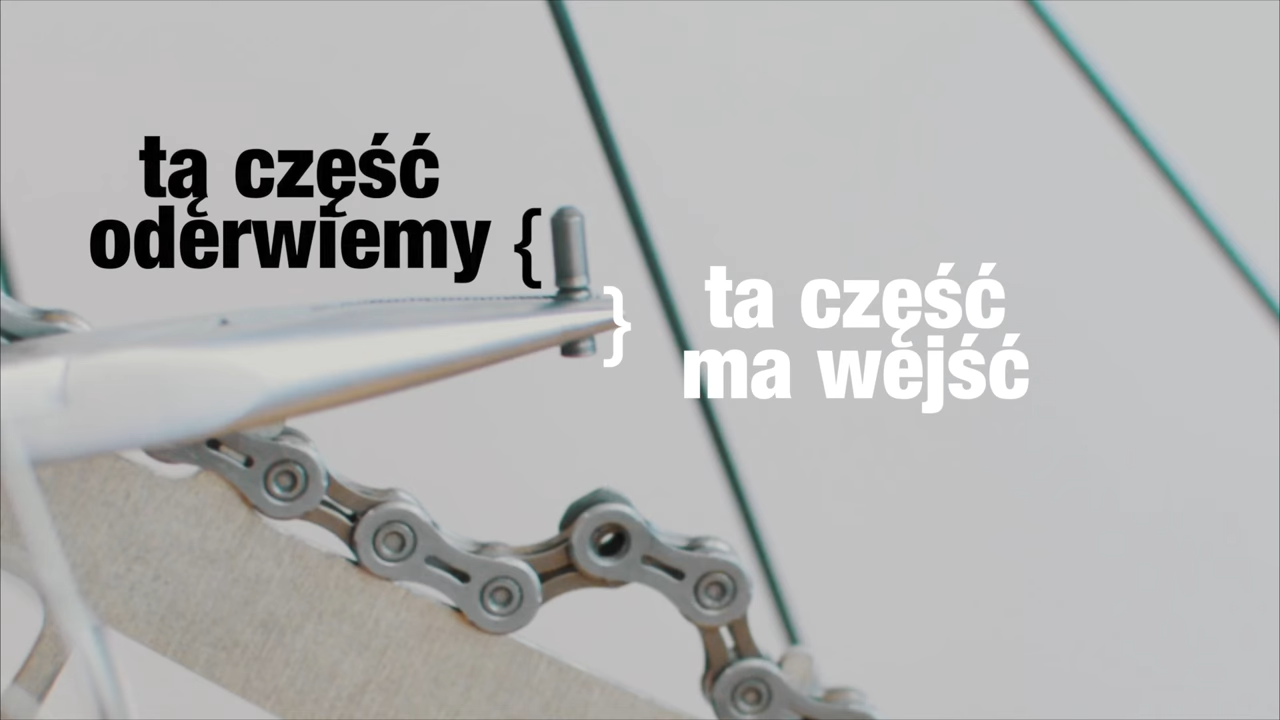 tą część
oderwiemy {
} ta część
ma wejść